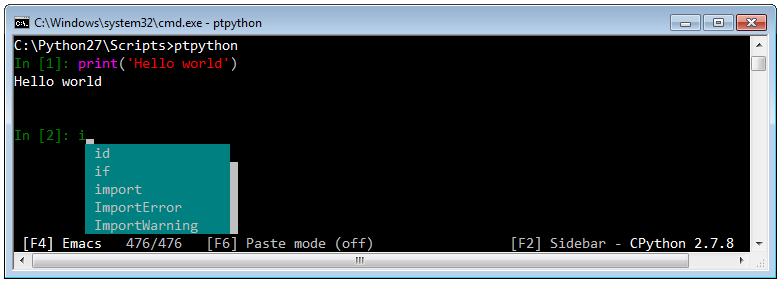 C:\Windows\system32\cmd.exe - ptpython
C:\Python27\Scripts>ptpython
In [1]: print('Hello world')
Hello world
In [2]: i
id
if
import
ImportError
ImportWarning
[F4] Emacs 476/476 [F6] Paste mode (off) [F2] Sidebar - CPython 2.7.8